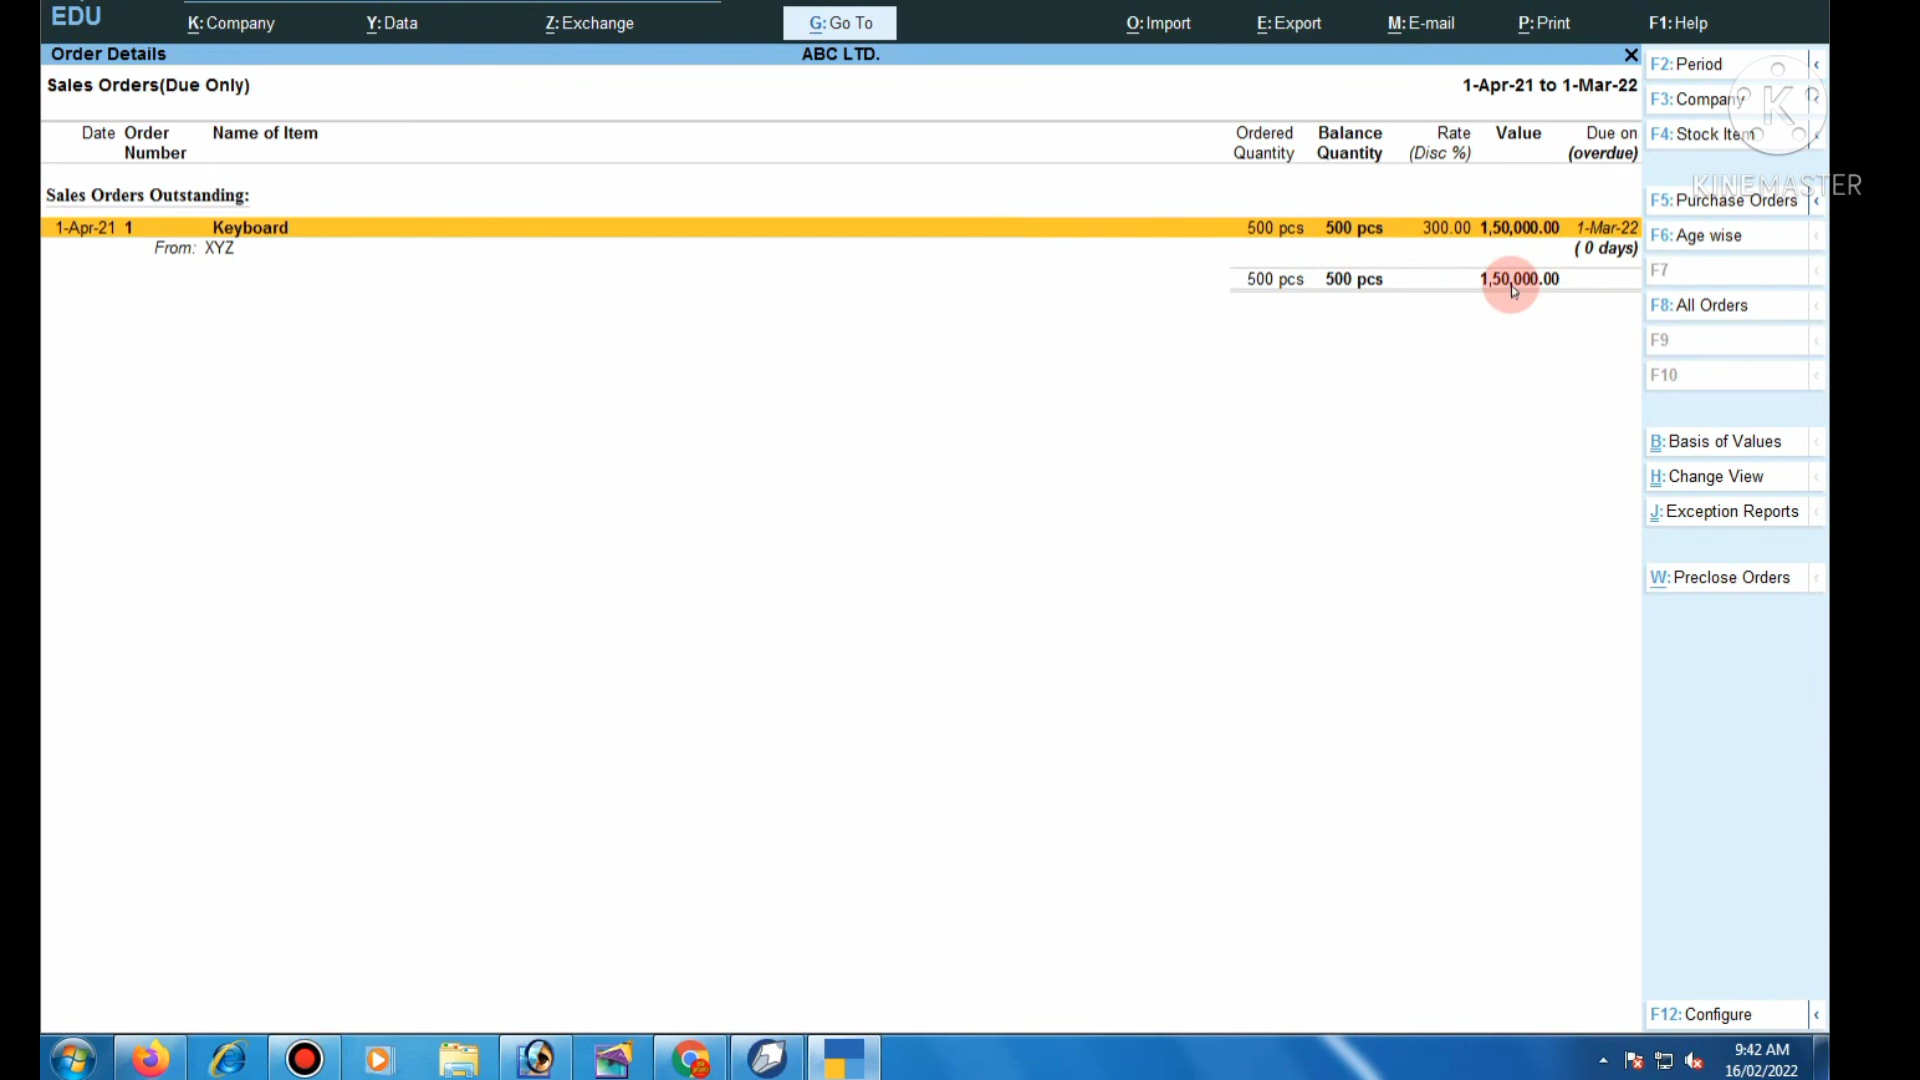 EDU
K: Company Y: Data Z: Exchange G: Go To O: Import E: Export M: E-mail P: Print F1: Help
Order Details ABC LTD.
Sales Orders(Due Only) 1-Apr-21 to 1-Mar-22
Date Order Name of Item Ordered Balance Rate Value Due on
Number Quantity Quantity (Disc %) (overdue)
Sales Orders Outstanding:
1-Apr-21 1 Keyboard 500 pcs 500 pcs 300.00 1,50,000.00 1-Mar-22
From: XYZ ( 0 days)
500 pcs 500 pcs 1,50,000.00
F2: Period
F3: Company
F4: Stock Item
K
KINEMASTER
F5: Purchase Orders
F6: Age wise
F7
F8: All Orders
F9
F10
B: Basis of Values
H: Change View
J: Exception Reports
W: Preclose Orders
F12: Configure
9:42 AM
16/02/2022